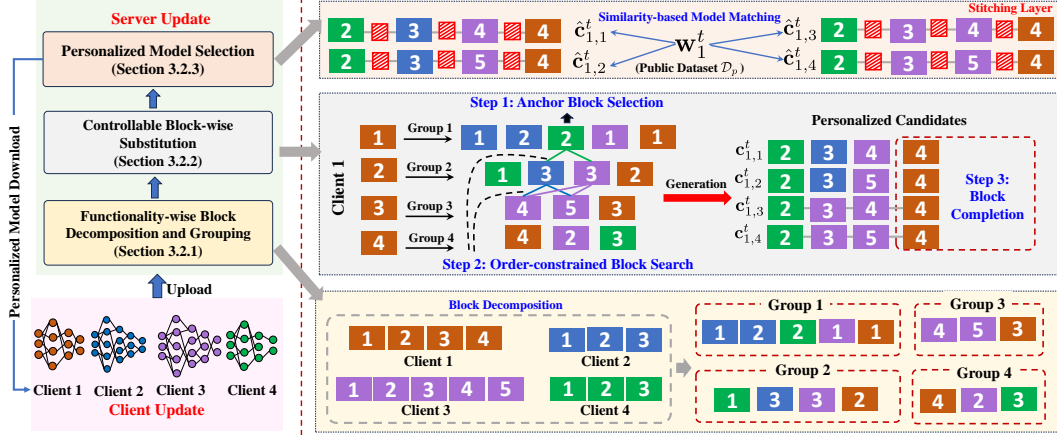 Server Update
Personalized Model Selection
(Section 3.2.3)
Controllable Block-wise
Substitution
(Section 3.2.2)
Functionality-wise Block
Decomposition and Grouping
(Section 3.2.1)
Personalized Model Download
Upload
Client 1 Client 2 Client 3 Client 4
Client Update
Similarity-based Model Matching
Stitching Layer
2 3 4 4
2 3 5 4
ĉ^t_{1,1}
ĉ^t_{1,2}
w^t_1
(Public Dataset D_p)
ĉ^t_{1,3}
ĉ^t_{1,4}
2 3 4 4
2 3 5 4
Step 1: Anchor Block Selection
Client 1
1 Group 1 1 2 2 1 1
2 Group 2 1 3 3 2
3 Group 3 4 5 3
4 Group 4 4 2 3
Step 2: Order-constrained Block Search
Generation
Personalized Candidates
c^t_{1,1} 2 3 4 4
c^t_{1,2} 2 3 5 4
c^t_{1,3} 2 3 4 4
c^t_{1,4} 2 3 5 4
Step 3:
Block
Completion
Block Decomposition
1 2 3 4
Client 1
1 2 3
Client 2
1 2 3 4 5
Client 3
1 2 3
Client 4
Group 1
1 2 2 1 1
Group 3
4 5 3
Group 2
1 3 3 2
Group 4
4 2 3